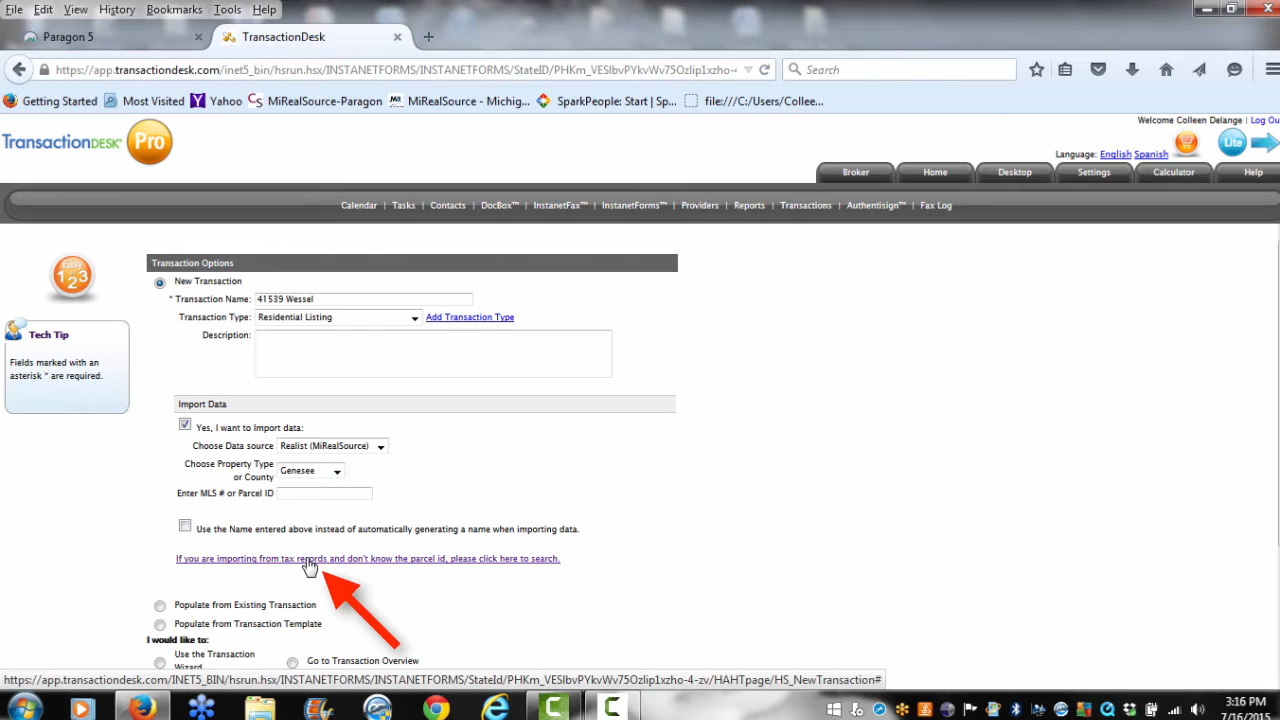 File Edit View History Bookmarks Tools Help
Paragon 5 × TransactionDesk × +
https://app.transactiondesk.com/inet5_bin/hsrun.hsx/INSTANETFORMS/INSTANETFORMS/StateID/ Search
Getting Started Most Visited Yahoo MiRealSource-Paragon MiRealSource - Michig... SparkPeople: Start | Sp... file:///C:/Users/Collee...
Welcome Colleen Delange | Log Ou
TRANSACTIONDESK Pro
Lite
Language: English Spanish
Broker Home Desktop Settings Calculator Help
Calendar | Tasks | Contacts | DocBox™ | InstanetFax™ | InstanetForms™ | Providers | Reports | Transactions | Authentisign™ | Fax Log
Easy
123
Transaction Options
New Transaction
* Transaction Name: 41539 Wessel
Transaction Type: Residential Listing Add Transaction Type
Description:
Tech Tip
Fields marked with an
asterisk * are required.
Import Data
Yes, I want to Import data:
Choose Data source Realist (MiRealSource)
Choose Property Type
or County Genesee
Enter MLS # or Parcel ID
Use the Name entered above instead of automatically generating a name when importing data.
If you are importing from tax records and don't know the parcel id, please click here to search.
Populate from Existing Transaction
Populate from Transaction Template
I would like to:
Use the Transaction
Wizard
Go to Transaction Overview
https://app.transactiondesk.com/INET5_BIN/hsrun.hsx/INSTANETFORMS/INSTANETFORMS/StateId/PHKm_VESIbvPYkvWv75Ozlip1xzho-4-zv/HAHTpage/HS_NewTransaction#
3:16 PM
7/16/2015